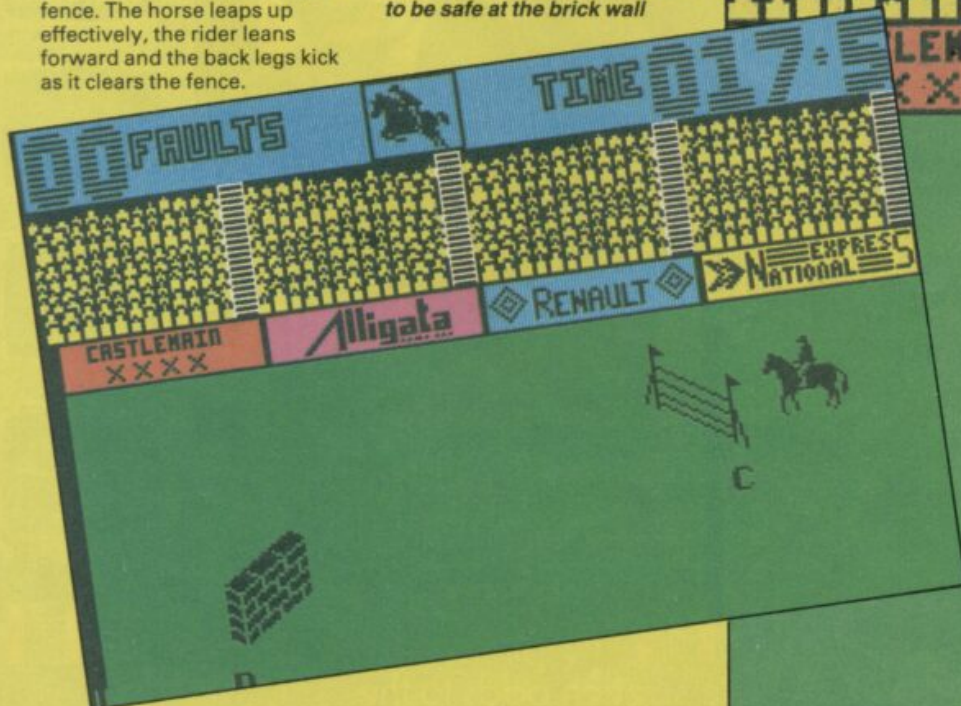 fence. The horse leaps up
effectively, the rider leans
forward and the back legs kick
as it clears the fence.
to be safe at the brick wall
00 FAULTS
TIME 017·5
CASTLEMAIN
XXXX
Alligata
RENAULT
NATIONAL EXPRESS
C